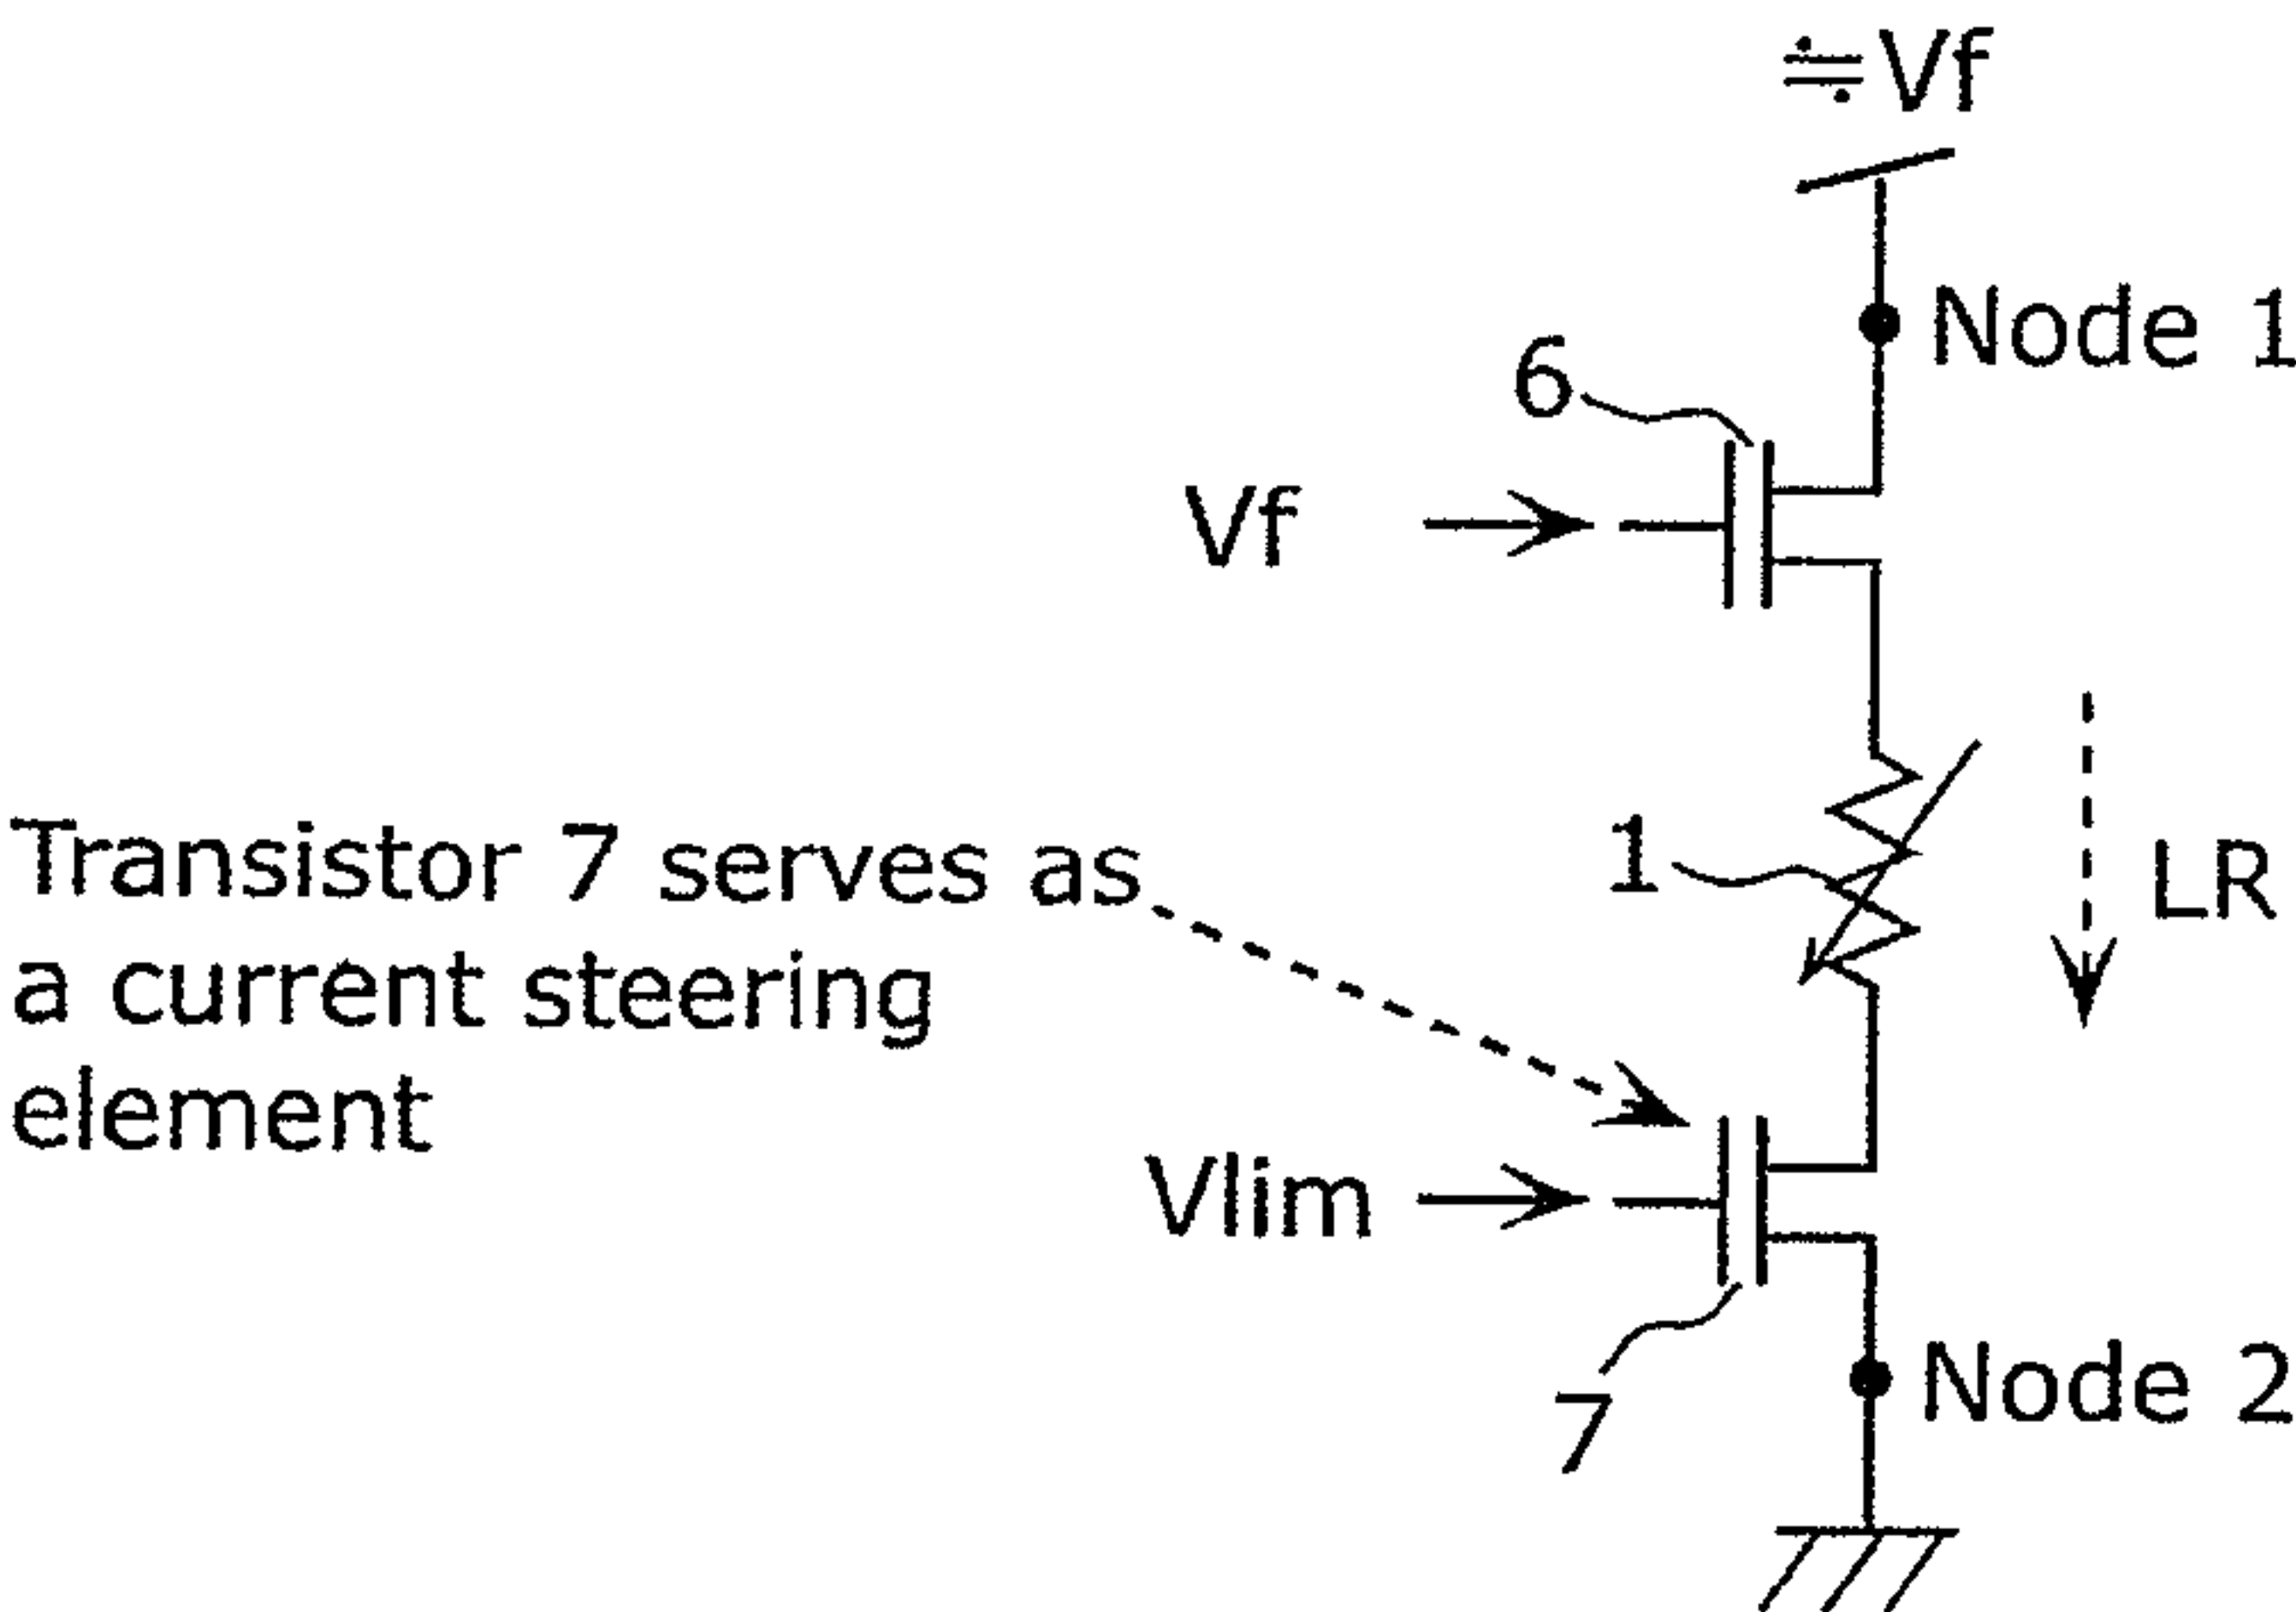 ≒Vf
Node 1
6
Vf
1
LR
Transistor 7 serves as
a current steering
element
Vlim
7
Node 2